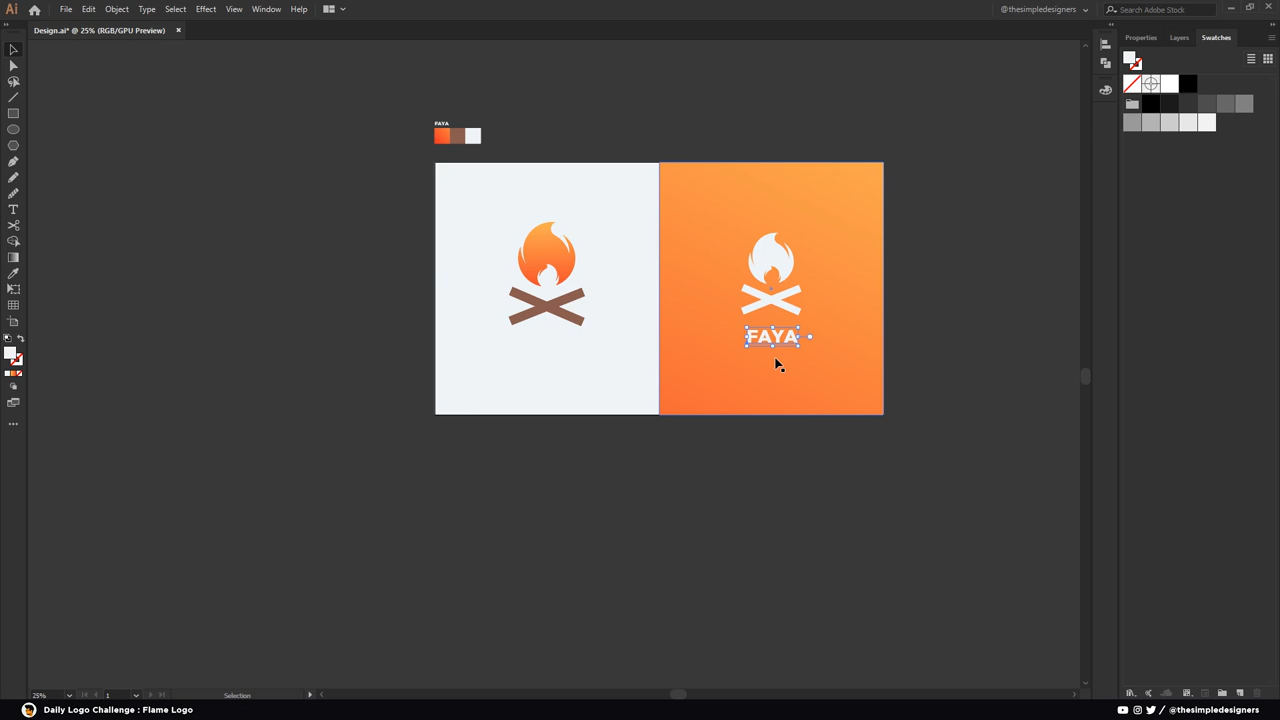 Ai File Edit Object Type Select Effect View Window Help @thesimpledesigners Search Adobe Stock
Design.ai* @ 25% (RGB/GPU Preview)
Properties Layers Swatches
FAYA
FAYA
25% 1 Selection
Daily Logo Challenge : Flame Logo @thesimpledesigners